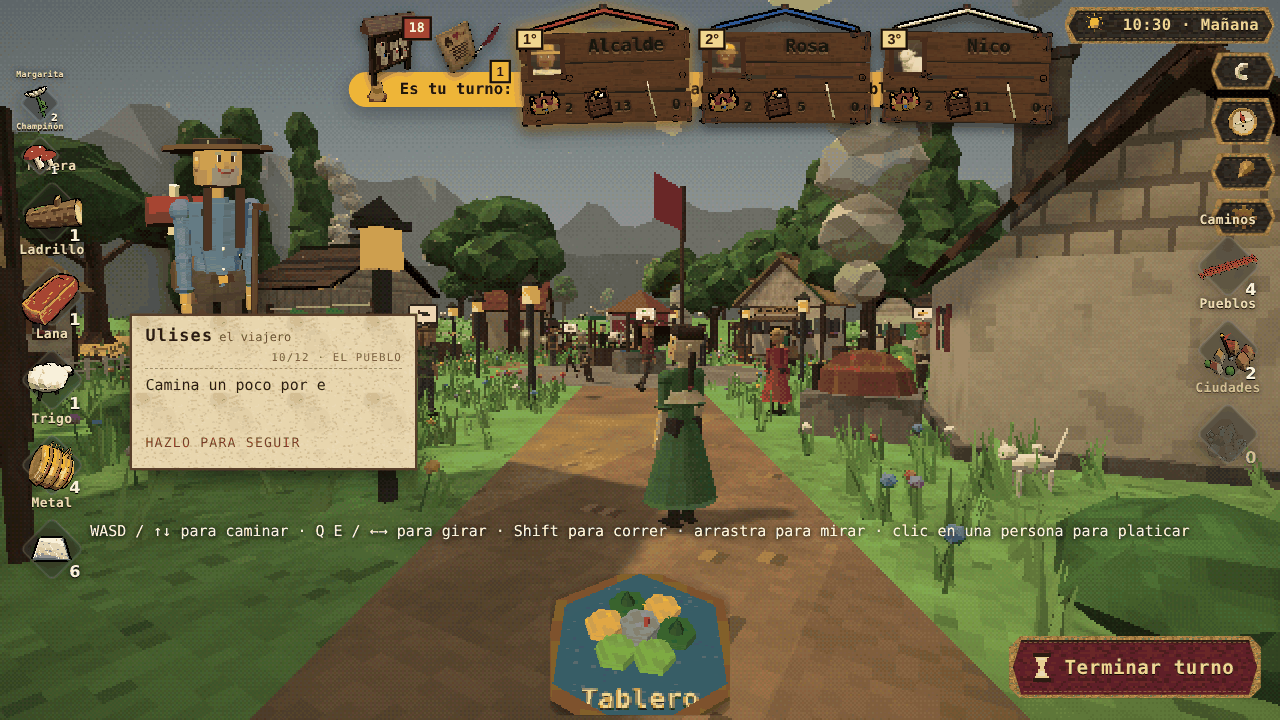 18
1
Es tu turno:
1°
Alcalde
2
13
0
2°
Rosa
2
5
0
3°
Nico
2
11
0
10:30 · Mañana
Margarita
2
Champiñón
1
era
1
Ladrillo
1
Lana
1
Trigo
4
Metal
6
Caminos
4
Pueblos
2
Ciudades
0
Ulises el viajero
10/12 · EL PUEBLO
Camina un poco por e
HAZLO PARA SEGUIR
WASD / ↑↓ para caminar · Q E / ←→ para girar · Shift para correr · arrastra para mirar · clic en una persona para platicar
Tablero
Terminar turno